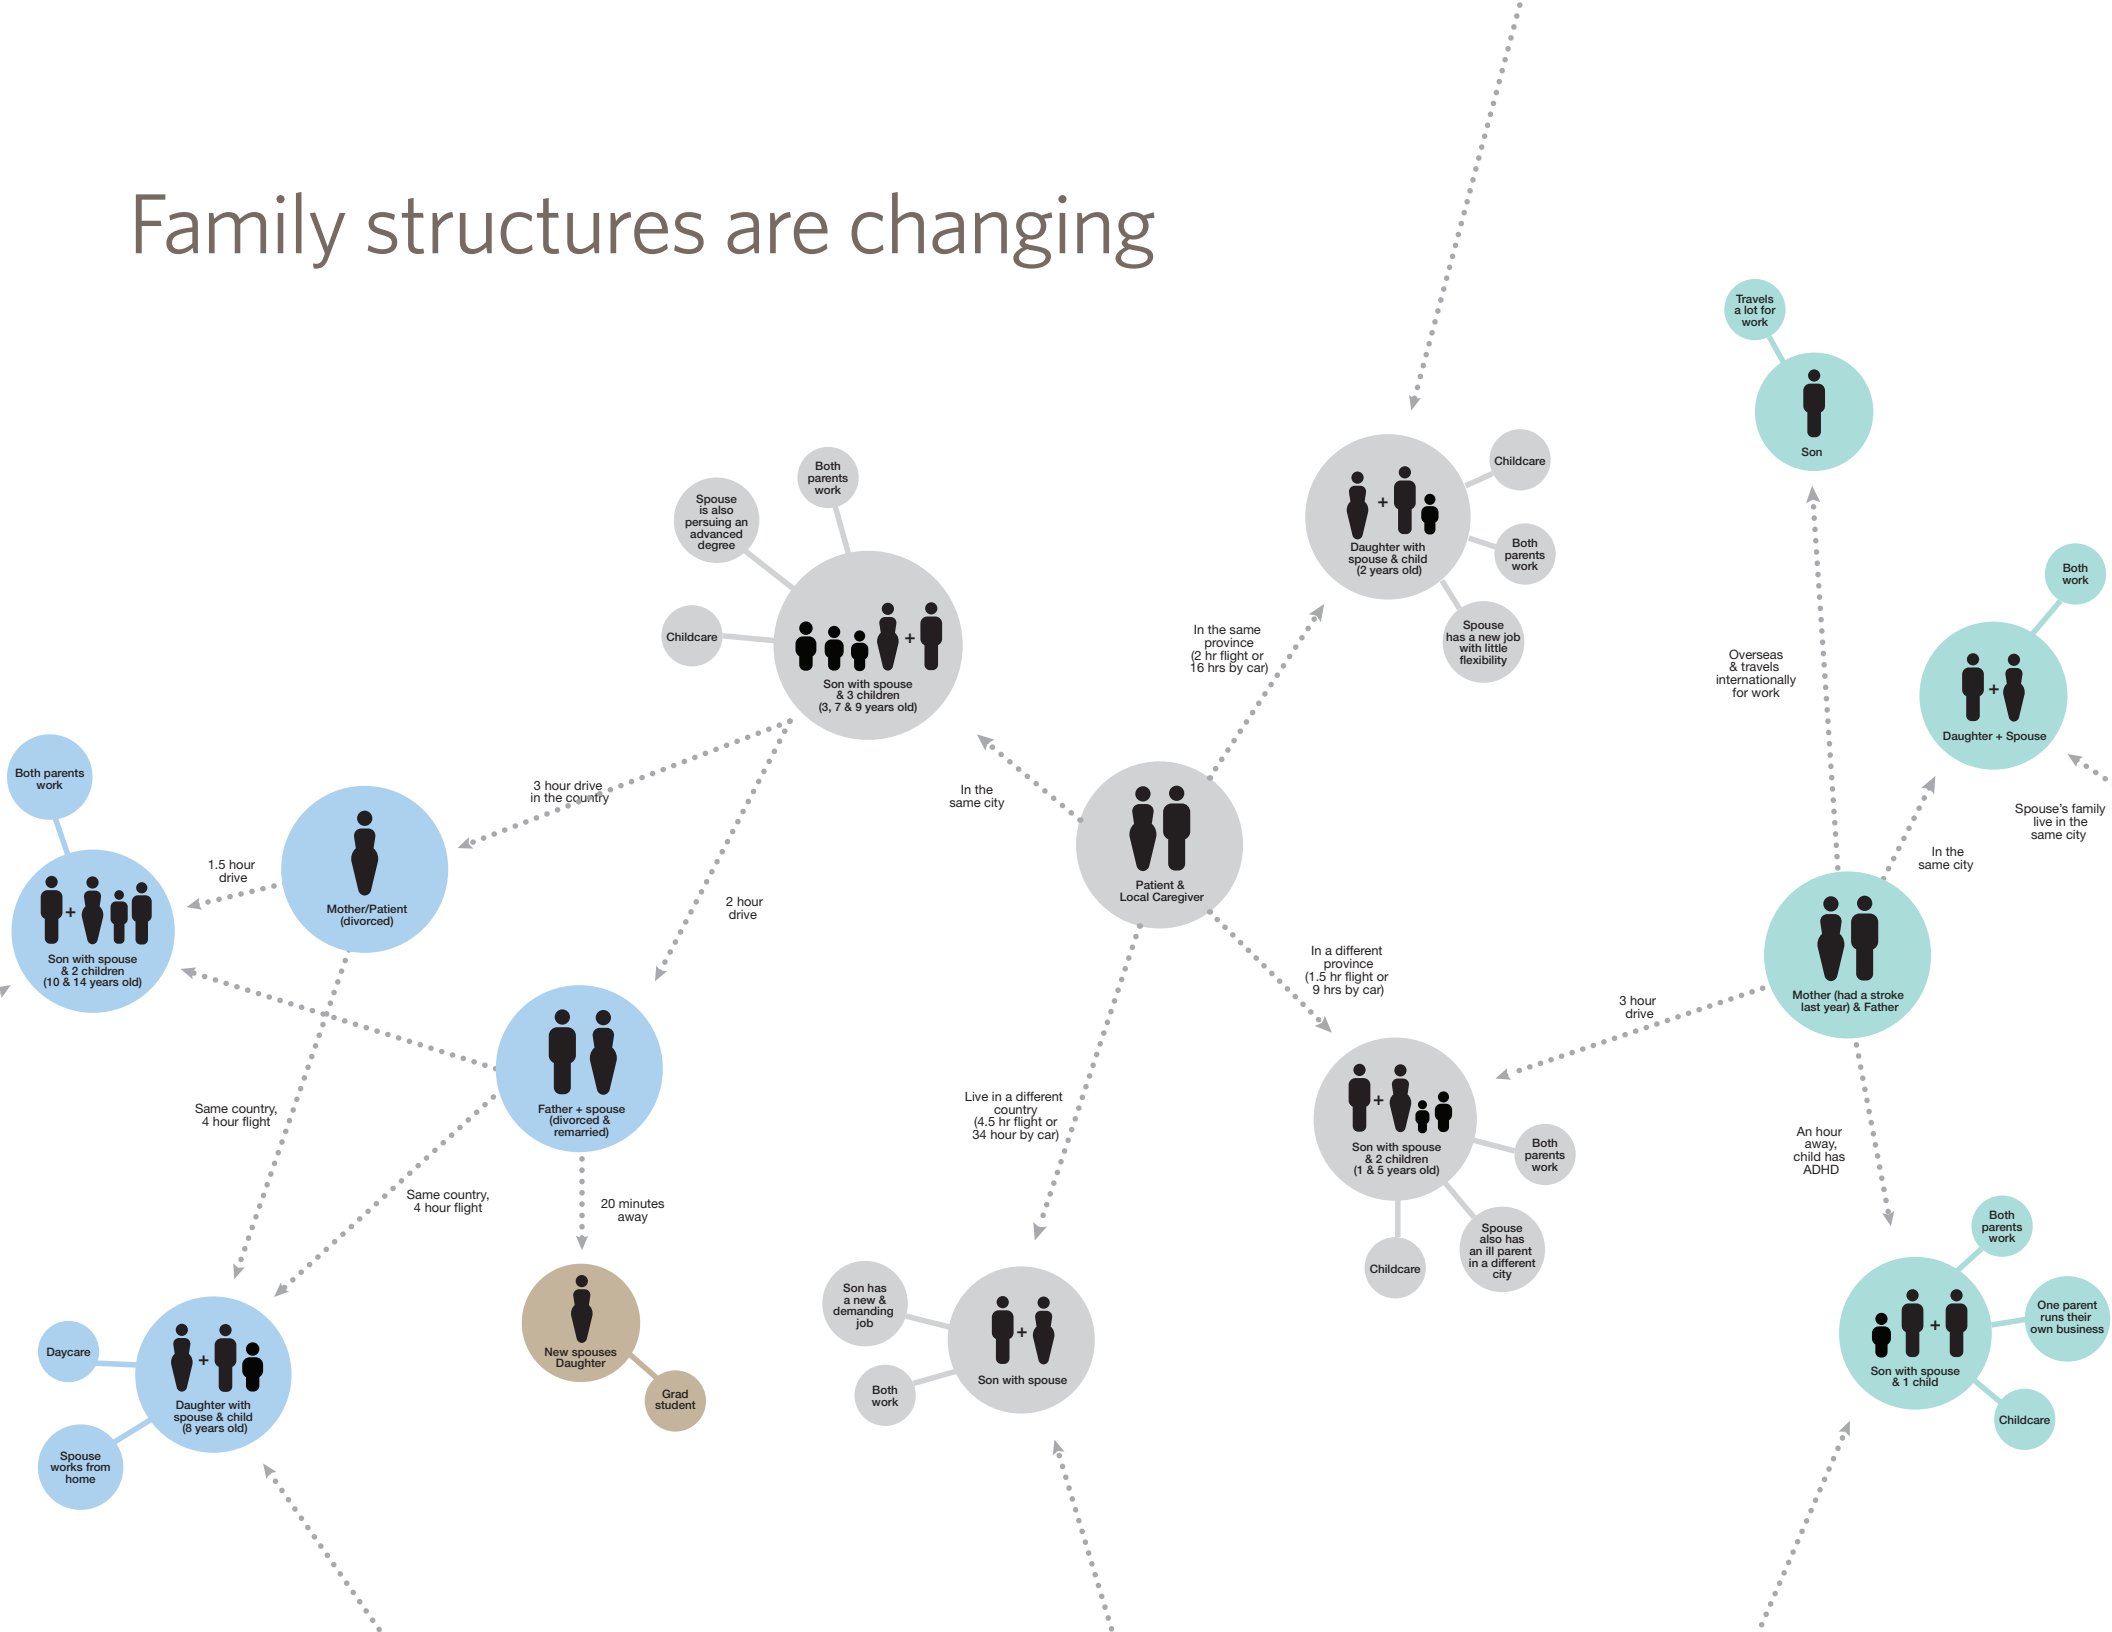 Family structures are changing
Travels
a lot for
work
Son
Both
parents
work
Spouse
is also
persuing an
advanced
degree
Childcare
Son with spouse
& 3 children
(3, 7 & 9 years old)
Childcare
Both
parents
work
Spouse
has a new job
with little
flexibility
Daughter with
spouse & child
(2 years old)
In the same
province
(2 hr flight or
16 hrs by car)
Overseas
& travels
internationally
for work
Both
work
Daughter + Spouse
Spouse's family
live in the
same city
In the
same city
Both parents
work
3 hour drive
in the country
In the
same city
1.5 hour
drive
Mother/Patient
(divorced)
Son with spouse
& 2 children
(10 & 14 years old)
2 hour
drive
Patient &
Local Caregiver
In a different
province
(1.5 hr flight or
9 hrs by car)
3 hour
drive
Mother (had a stroke
last year) & Father
Same country,
4 hour flight
Father + spouse
(divorced &
remarried)
Live in a different
country
(4.5 hr flight or
34 hour by car)
Son with spouse
& 2 children
(1 & 5 years old)
Both
parents
work
Spouse
also has
an ill parent
in a different
city
Childcare
An hour
away,
child has
ADHD
Same country,
4 hour flight
20 minutes
away
Both
parents
work
One parent
runs their
own business
Son with spouse
& 1 child
Childcare
Daycare
Daughter with
spouse & child
(8 years old)
Spouse
works from
home
New spouses
Daughter
Grad
student
Son has
a new &
demanding
job
Both
work
Son with spouse